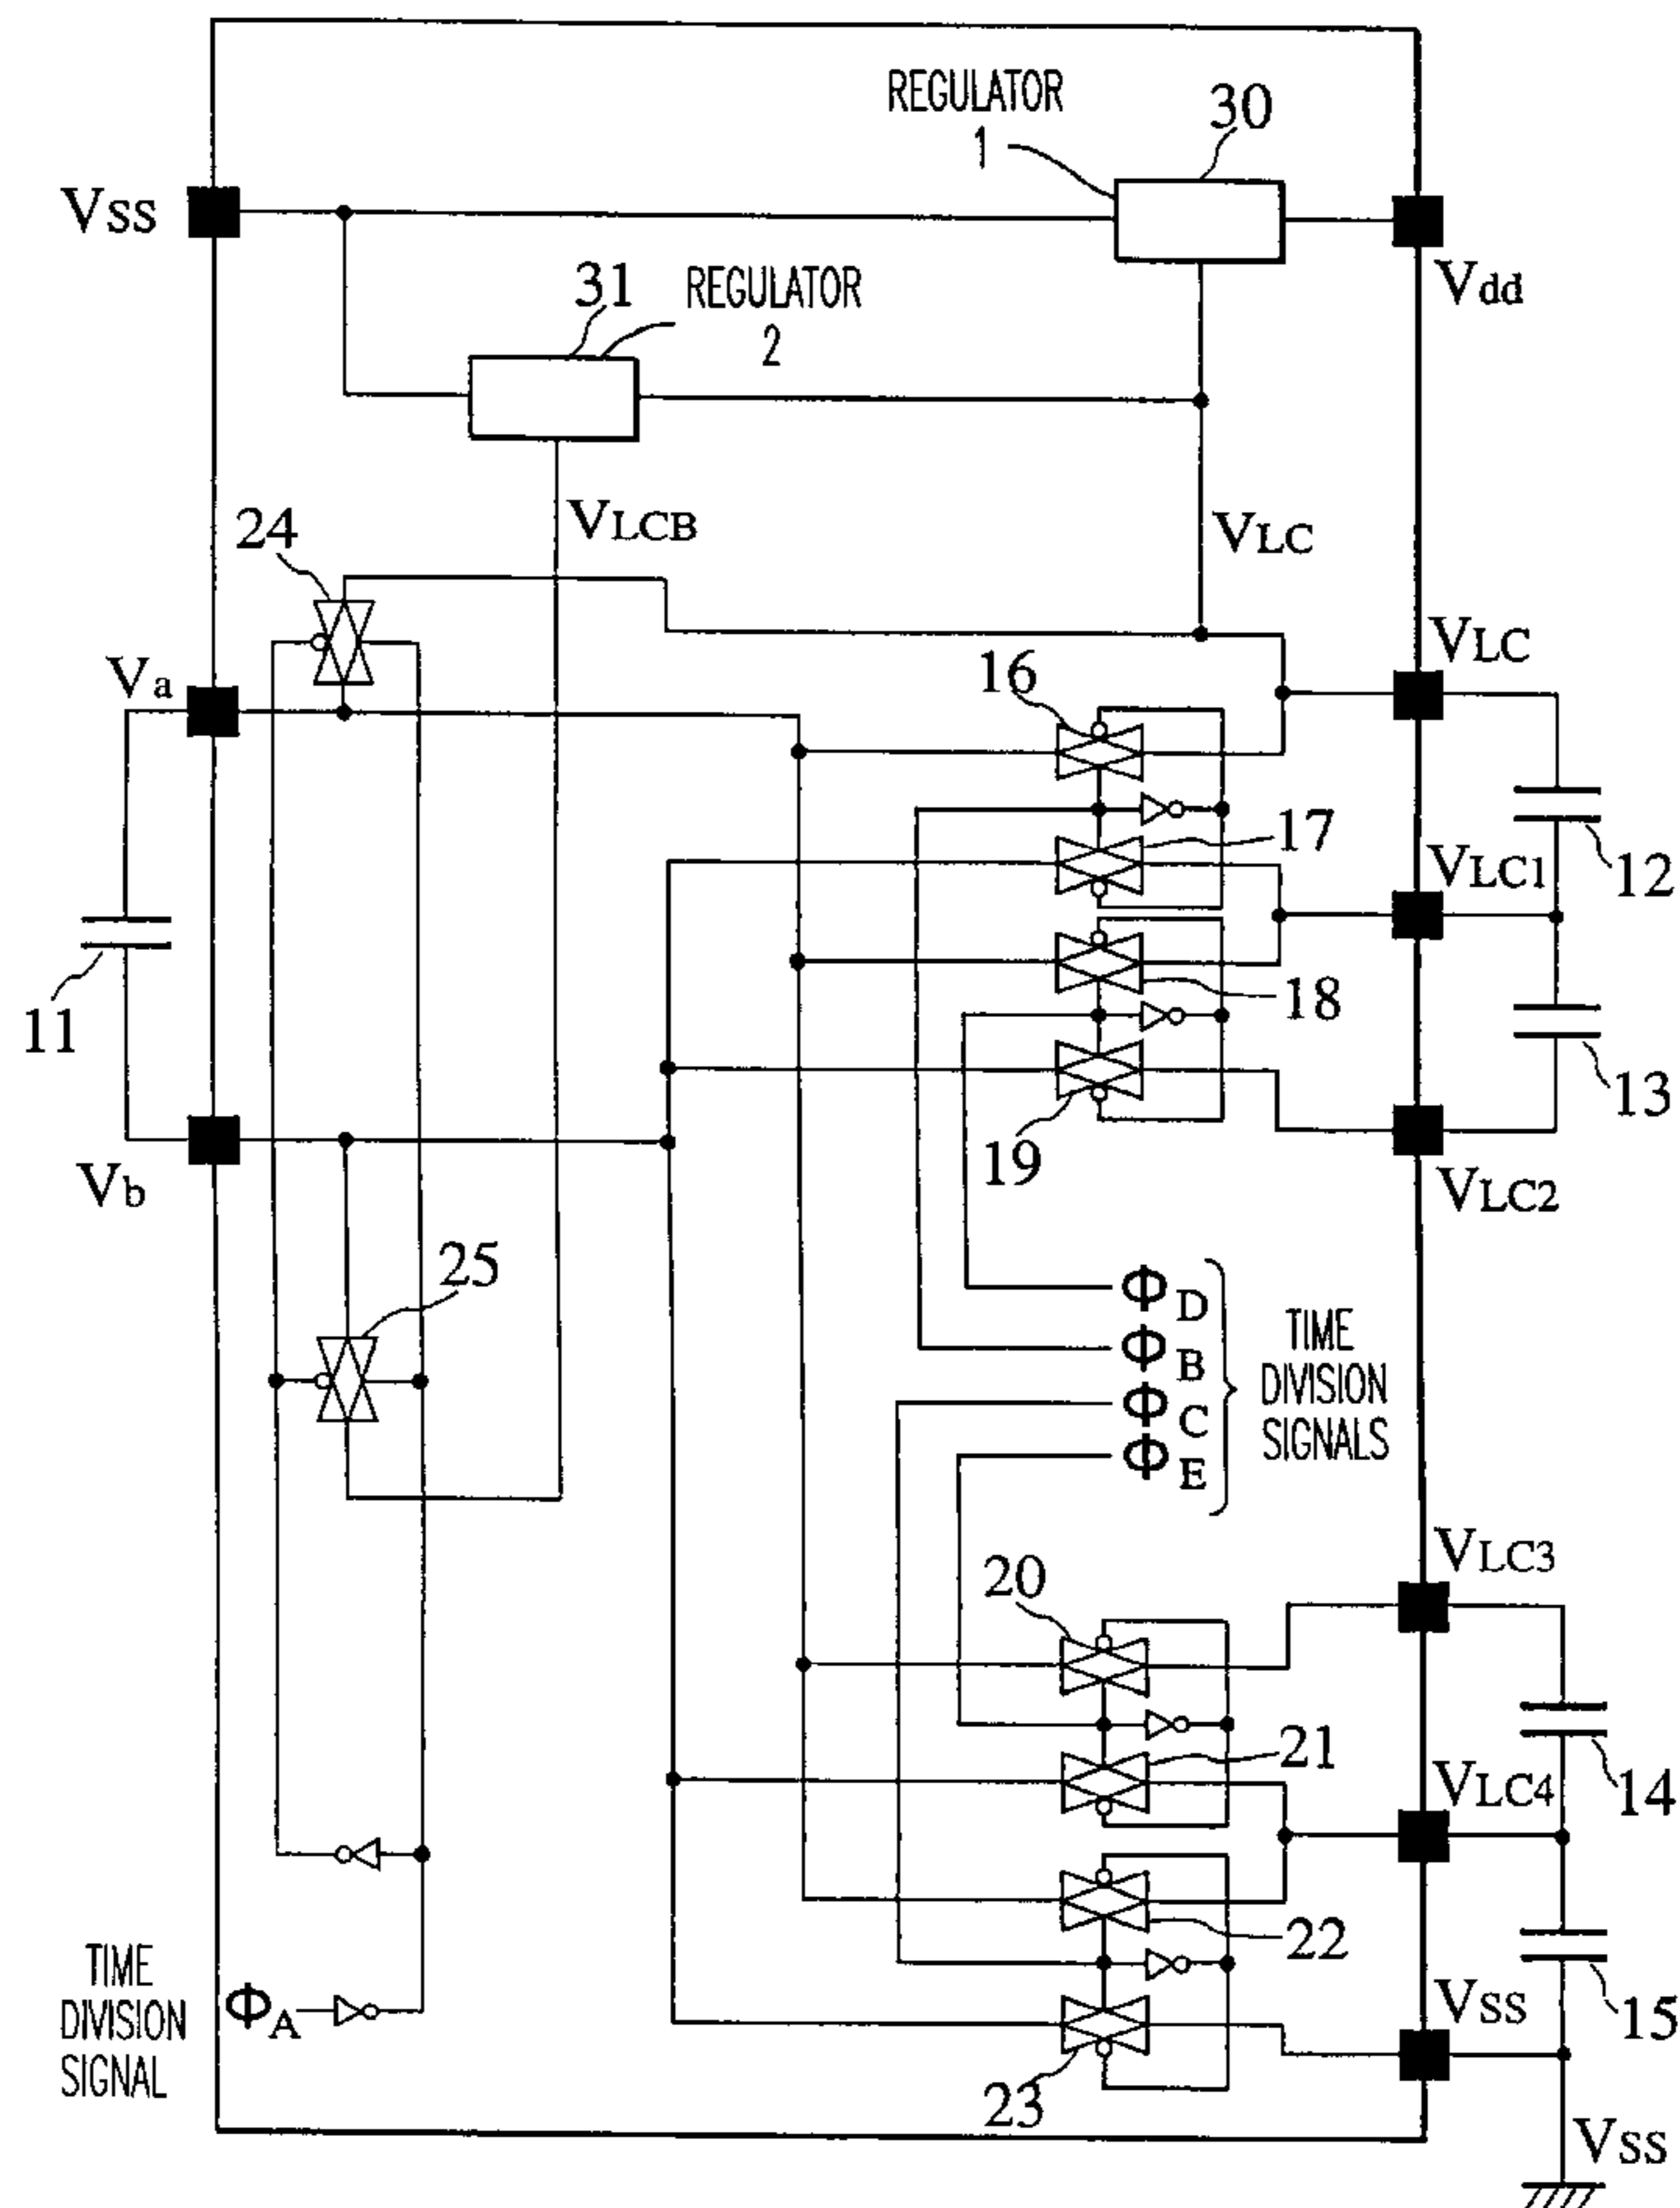 REGULATOR
1
30
VSS
Vdd
31
REGULATOR
2
24
VLCB
VLC
VLC
Va
16
17
VLC1
12
11
18
13
19
Vb
VLC2
25
ΦD
ΦB
ΦC
ΦE
TIME
DIVISION
SIGNALS
VLC3
20
21
VLC4
14
22
TIME
DIVISION
SIGNAL
ΦA
VSS
15
23
VSS